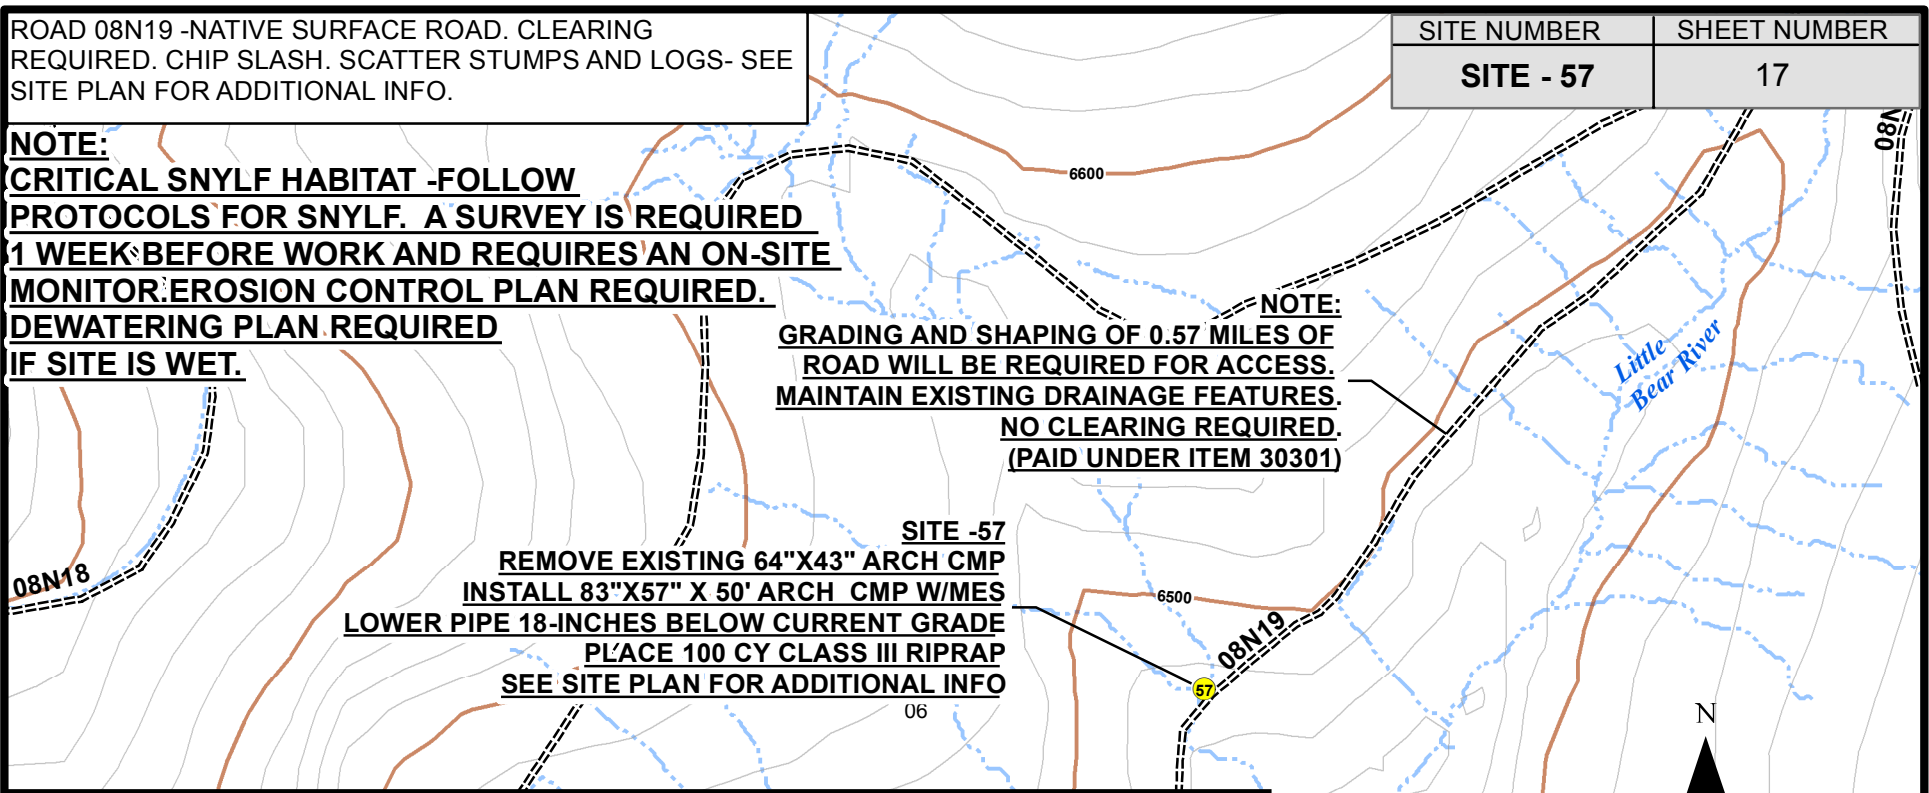 ROAD 08N19 -NATIVE SURFACE ROAD. CLEARING
REQUIRED. CHIP SLASH. SCATTER STUMPS AND LOGS- SEE
SITE PLAN FOR ADDITIONAL INFO.
SITE NUMBER
SHEET NUMBER
SITE - 57
17
NOTE:
CRITICAL SNYLF HABITAT -FOLLOW
PROTOCOLS FOR SNYLF. A SURVEY IS REQUIRED
1 WEEK BEFORE WORK AND REQUIRES AN ON-SITE
MONITOR.EROSION CONTROL PLAN REQUIRED.
DEWATERING PLAN REQUIRED
IF SITE IS WET.
6600
NOTE:
GRADING AND SHAPING OF 0.57 MILES OF
ROAD WILL BE REQUIRED FOR ACCESS.
MAINTAIN EXISTING DRAINAGE FEATURES.
NO CLEARING REQUIRED.
(PAID UNDER ITEM 30301)
Little
Bear River
SITE -57
REMOVE EXISTING 64"X43" ARCH CMP
INSTALL 83"X57" X 50' ARCH CMP W/MES
LOWER PIPE 18-INCHES BELOW CURRENT GRADE
PLACE 100 CY CLASS III RIPRAP
SEE SITE PLAN FOR ADDITIONAL INFO
08N18
6500
08N19
57
06
N